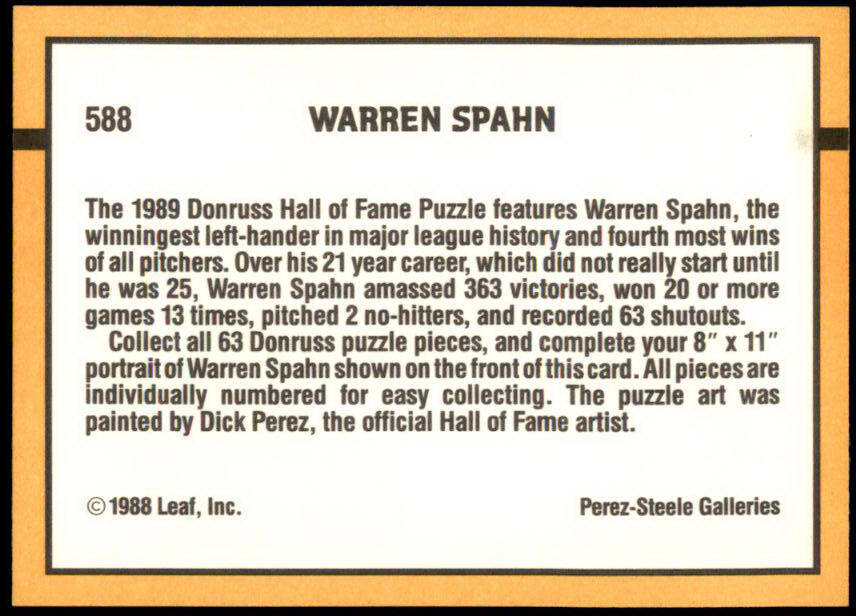 588 WARREN SPAHN
The 1989 Donruss Hall of Fame Puzzle features Warren Spahn, the
winningest left-hander in major league history and fourth most wins
of all pitchers. Over his 21 year career, which did not really start until
he was 25, Warren Spahn amassed 363 victories, won 20 or more
games 13 times, pitched 2 no-hitters, and recorded 63 shutouts.
Collect all 63 Donruss puzzle pieces, and complete your 8″ x 11″
portrait of Warren Spahn shown on the front of this card. All pieces are
individually numbered for easy collecting. The puzzle art was
painted by Dick Perez, the official Hall of Fame artist.
©1988 Leaf, Inc. Perez-Steele Galleries